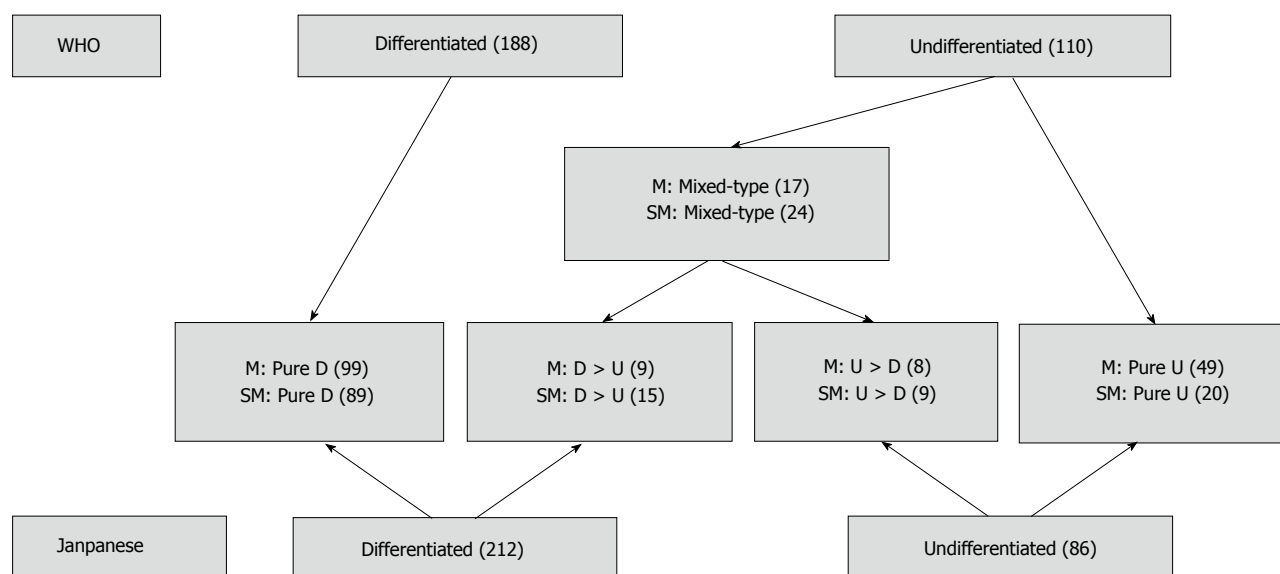 WHO
Differentiated (188)
Undifferentiated (110)
M: Mixed-type (17)
SM: Mixed-type (24)
M: Pure D (99)
SM: Pure D (89)
M: D > U (9)
SM: D > U (15)
M: U > D (8)
SM: U > D (9)
M: Pure U (49)
SM: Pure U (20)
Janpanese
Differentiated (212)
Undifferentiated (86)